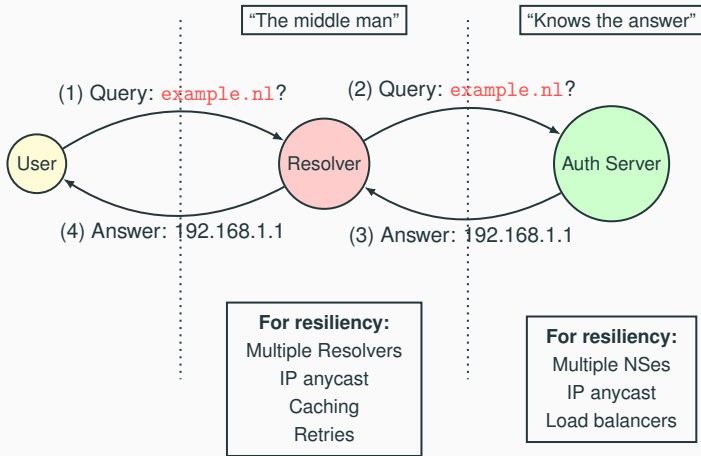 “The middle man”
“Knows the answer”
(1) Query: example.nl?
(2) Query: example.nl?
User
Resolver
Auth Server
(4) Answer: 192.168.1.1
(3) Answer: 192.168.1.1
For resiliency:
Multiple Resolvers
IP anycast
Caching
Retries
For resiliency:
Multiple NSes
IP anycast
Load balancers